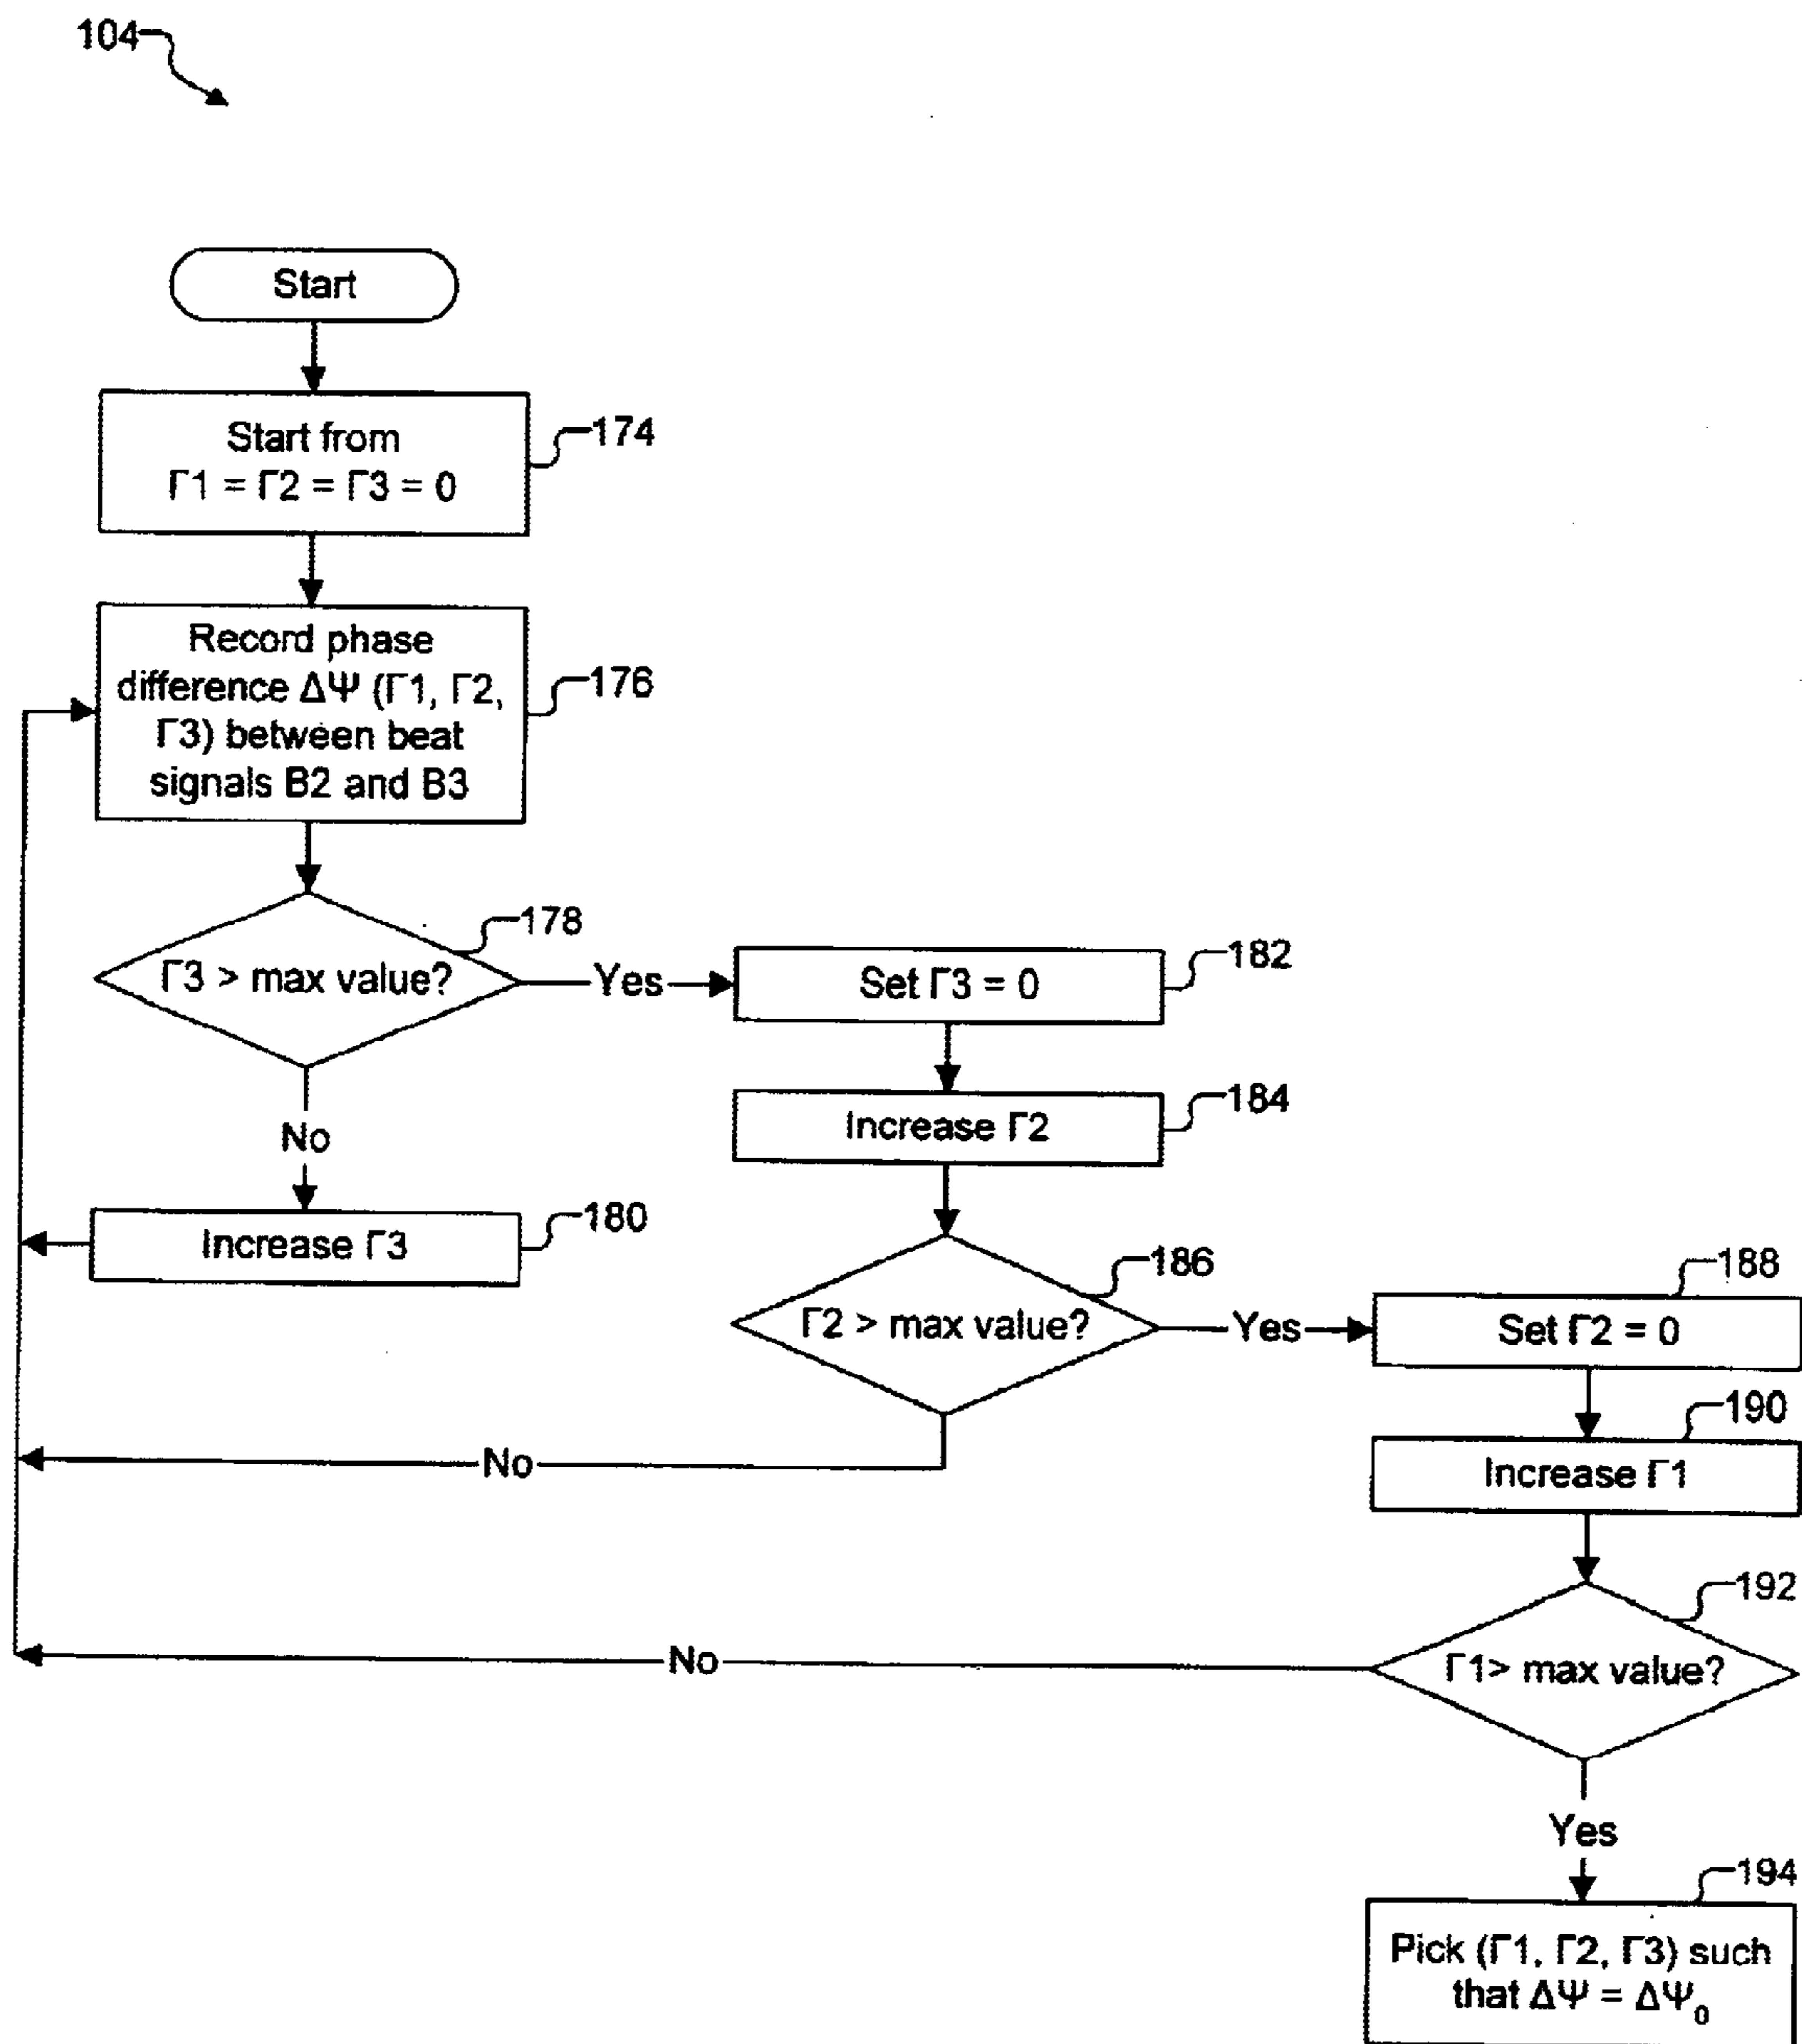 104
Start
Start from
Γ1 = Γ2 = Γ3 = 0
174
Record phase
difference ΔΨ (Γ1, Γ2,
Γ3) between beat
signals B2 and B3
176
178
Γ3 > max value?
Yes
Set Γ3 = 0
182
Increase Γ2
184
No
Increase Γ3
180
186
Γ2 > max value?
Yes
188
Set Γ2 = 0
190
Increase Γ1
No
192
Γ1> max value?
No
Yes
194
Pick (Γ1, Γ2, Γ3) such
that ΔΨ = ΔΨ₀